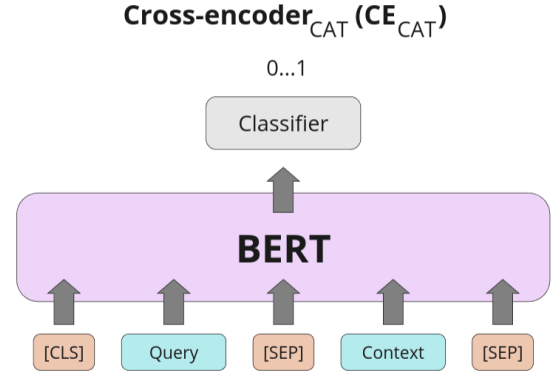 Cross-encoderCAT (CECAT)
0...1
Classifier
BERT
[CLS] Query [SEP] Context [SEP]